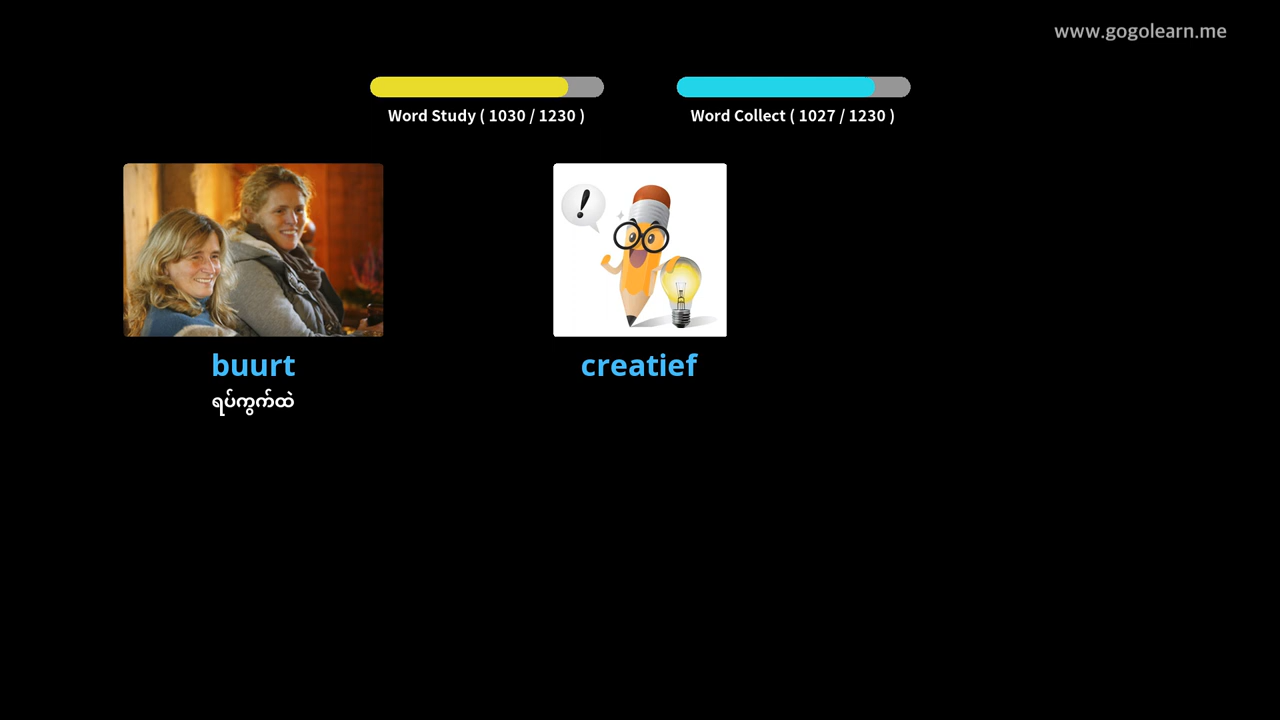 www.gogolearn.me
Word Study ( 1030 / 1230 )
Word Collect ( 1027 / 1230 )
!
buurt
creatief
ရပ်ကွက်ထဲ